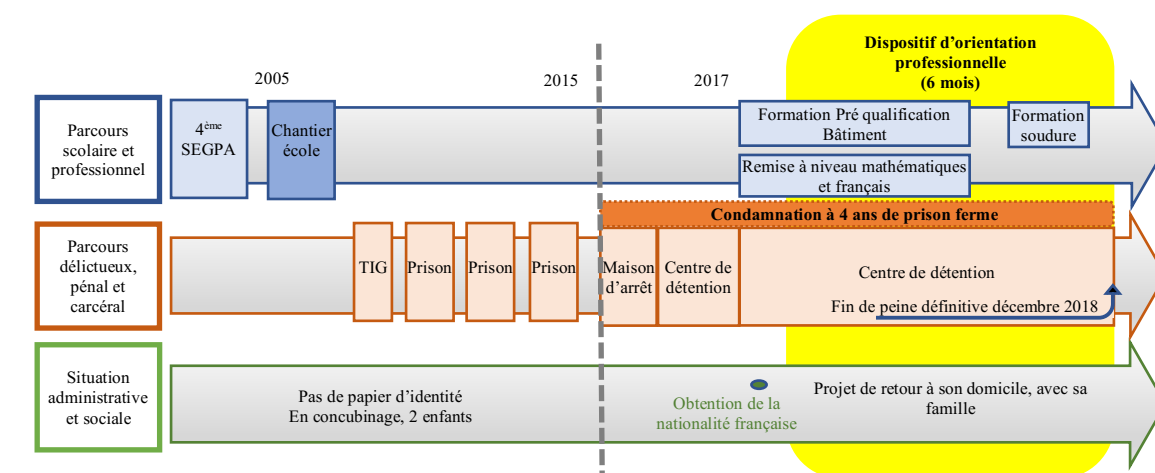 Dispositif d'orientation
professionnelle
(6 mois)
2005
2015
2017
Parcours
scolaire et
professionnel
4ème
SEGPA
Chantier
école
Formation Pré qualification
Bâtiment
Formation
soudure
Remise à niveau mathématiques
et français
Condamnation à 4 ans de prison ferme
Parcours
délictueux,
pénal et
carcéral
TIG
Prison
Prison
Prison
Maison
d'arrêt
Centre de
détention
Centre de détention
Fin de peine définitive décembre 2018
Situation
administrative
et sociale
Pas de papier d'identité
En concubinage, 2 enfants
Obtention de la
nationalité française
Projet de retour à son domicile, avec sa
famille